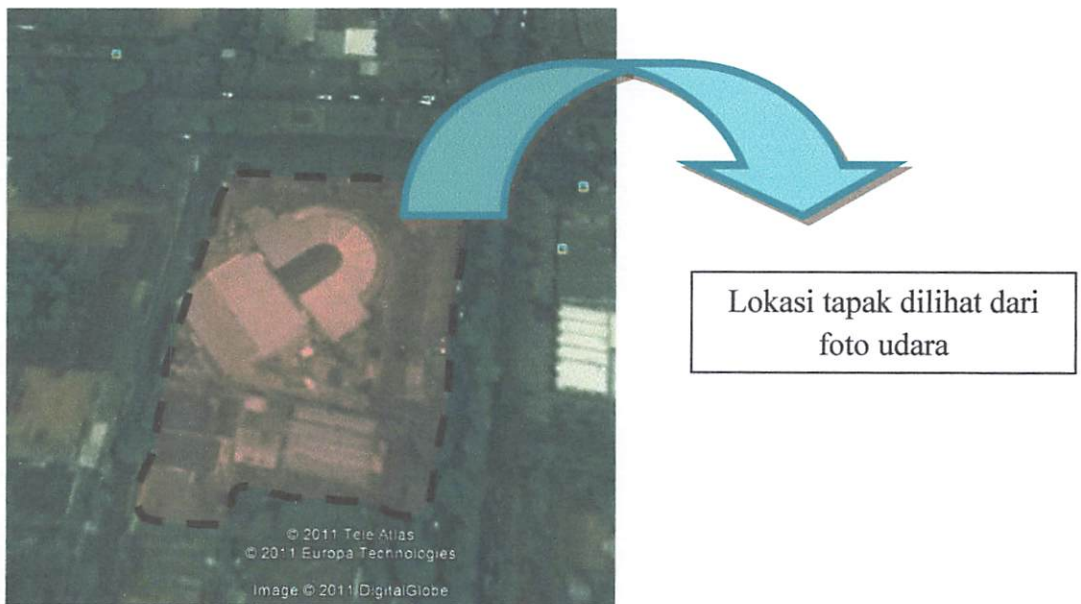 Lokasi tapak dilihat dari
foto udara
© 2011 Tele Atlas
© 2011 Europa Technologies
Image © 2011 DigitalGlobe